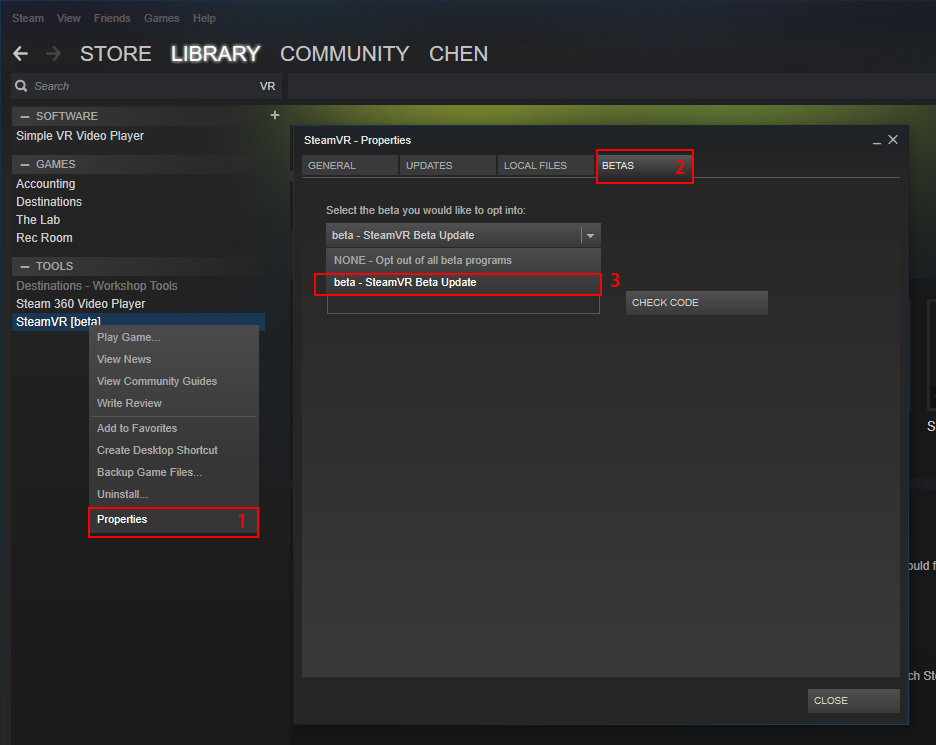 Steam View Friends Games Help
STORE LIBRARY COMMUNITY CHEN
Search VR
— SOFTWARE +
Simple VR Video Player
— GAMES
Accounting
Destinations
The Lab
Rec Room
— TOOLS
Destinations - Workshop Tools
Steam 360 Video Player
SteamVR [beta]
Play Game...
View News
View Community Guides
Write Review
Add to Favorites
Create Desktop Shortcut
Backup Game Files...
Uninstall...
Properties 1
SteamVR - Properties
GENERAL UPDATES LOCAL FILES BETAS 2
Select the beta you would like to opt into:
beta - SteamVR Beta Update
NONE - Opt out of all beta programs
beta - SteamVR Beta Update 3
CHECK CODE
CLOSE